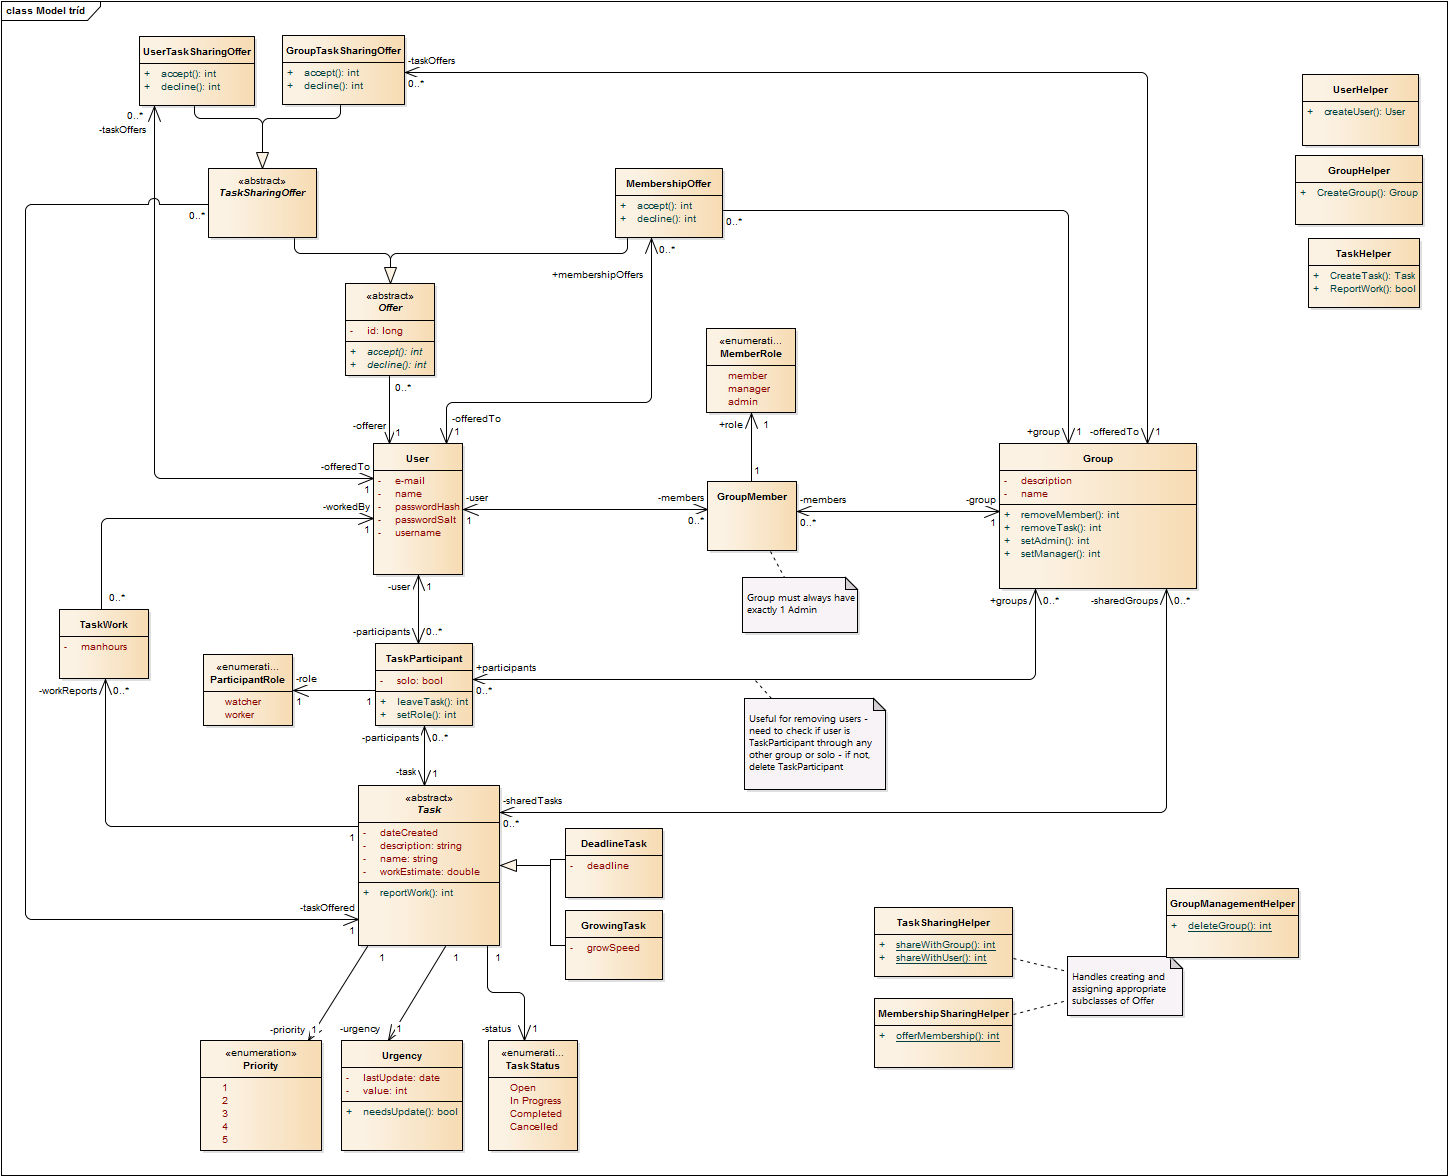 class Model tříd
UserTaskSharingOffer
+ accept(): int
+ decline(): int
GroupTaskSharingOffer
+ accept(): int
+ decline(): int
-taskOffers
0..*
0..*
-taskOffers
UserHelper
+ createUser(): User
GroupHelper
+ CreateGroup(): Group
TaskHelper
+ CreateTask(): Task
+ ReportWork(): bool
«abstract»
TaskSharingOffer
0..*
MembershipOffer
+ accept(): int
+ decline(): int
0..*
0..*
+membershipOffers
«abstract»
Offer
- id: long
+ accept(): int
+ decline(): int
0..*
-offerer
1
-offeredTo
1
«enumerati...
MemberRole
member
manager
admin
+role
1
1
+group
1
-offeredTo
1
User
- e-mail
- name
- passwordHash
- passwordSalt
- username
-offeredTo
1
-workedBy
1
-user
1
-members
0..*
GroupMember
-members
0..*
-group
1
Group
- description
- name
+ removeMember(): int
+ removeTask(): int
+ setAdmin(): int
+ setManager(): int
Group must always have
exactly 1 Admin
-user
1
+groups
0..*
-sharedGroups
0..*
0..*
TaskWork
- manhours
-workReports
0..*
-participants
0..*
«enumerati...
ParticipantRole
watcher
worker
-role
1
1
TaskParticipant
- solo: bool
+ leaveTask(): int
+ setRole(): int
+participants
0..*
Useful for removing users -
need to check if user is
TaskParticipant through any
other group or solo - if not,
delete TaskParticipant
-participants
0..*
-task
1
«abstract»
Task
- dateCreated
- description: string
- name: string
- workEstimate: double
+ reportWork(): int
-sharedTasks
0..*
1
-taskOffered
1
DeadlineTask
- deadline
GrowingTask
- growSpeed
TaskSharingHelper
+ shareWithGroup(): int
+ shareWithUser(): int
GroupManagementHelper
+ deleteGroup(): int
Handles creating and
assigning appropriate
subclasses of Offer
MembershipSharingHelper
+ offerMembership(): int
1
1
1
-priority
1
-urgency
1
-status
1
«enumeration»
Priority
1
2
3
4
5
Urgency
- lastUpdate: date
- value: int
+ needsUpdate(): bool
«enumerati...
TaskStatus
Open
In Progress
Completed
Cancelled